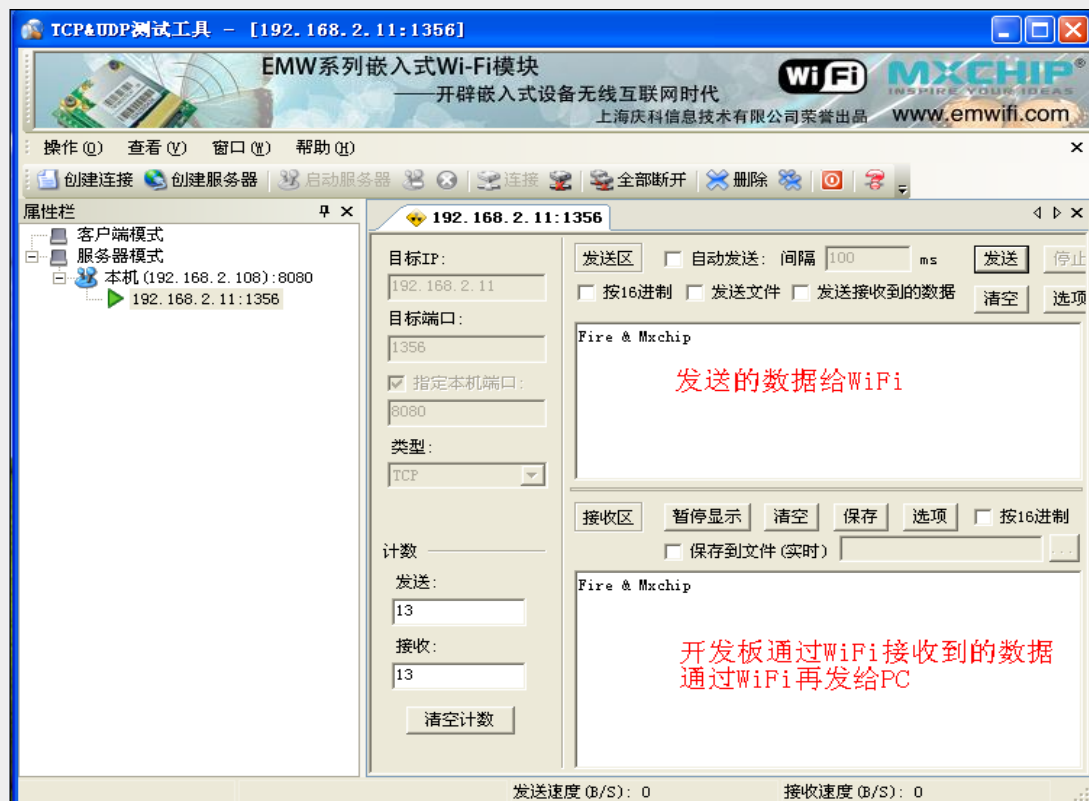 TCP&UDP测试工具 - [192.168.2.11:1356]
EMW系列嵌入式Wi-Fi模块
——开辟嵌入式设备无线互联网时代
上海庆科信息技术有限公司荣誉出品
Wi Fi
MXCHIP®
INSPIRE YOUR IDEAS
www.emwifi.com
操作(O) 查看(V) 窗口(W) 帮助(H)
创建连接 创建服务器 启动服务器 连接 全部断开 删除
属性栏
客户端模式
服务器模式
本机(192.168.2.108):8080
192.168.2.11:1356
192.168.2.11:1356
目标IP:
192.168.2.11
目标端口:
1356
指定本机端口:
8080
类型:
TCP
计数
发送:
13
接收:
13
清空计数
发送区 自动发送: 间隔 100 ms 发送 停止
按16进制 发送文件 发送接收到的数据 清空 选项
Fire & Mxchip
发送的数据给WiFi
接收区 暂停显示 清空 保存 选项 按16进制
保存到文件(实时) ...
Fire & Mxchip
开发板通过WiFi接收到的数据
通过WiFi再发给PC
发送速度(B/S): 0 接收速度(B/S): 0